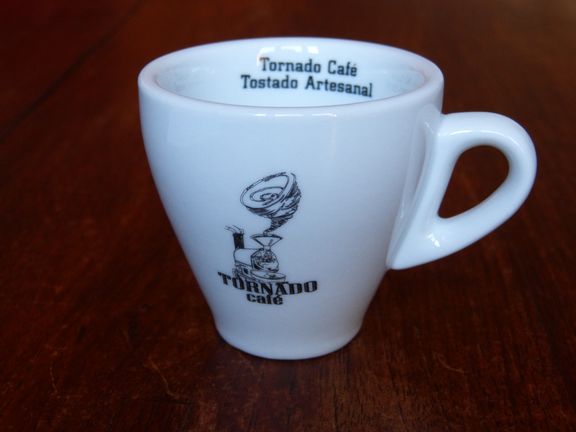 Tornado Café
Tostado Artesanal
TORNADO
café